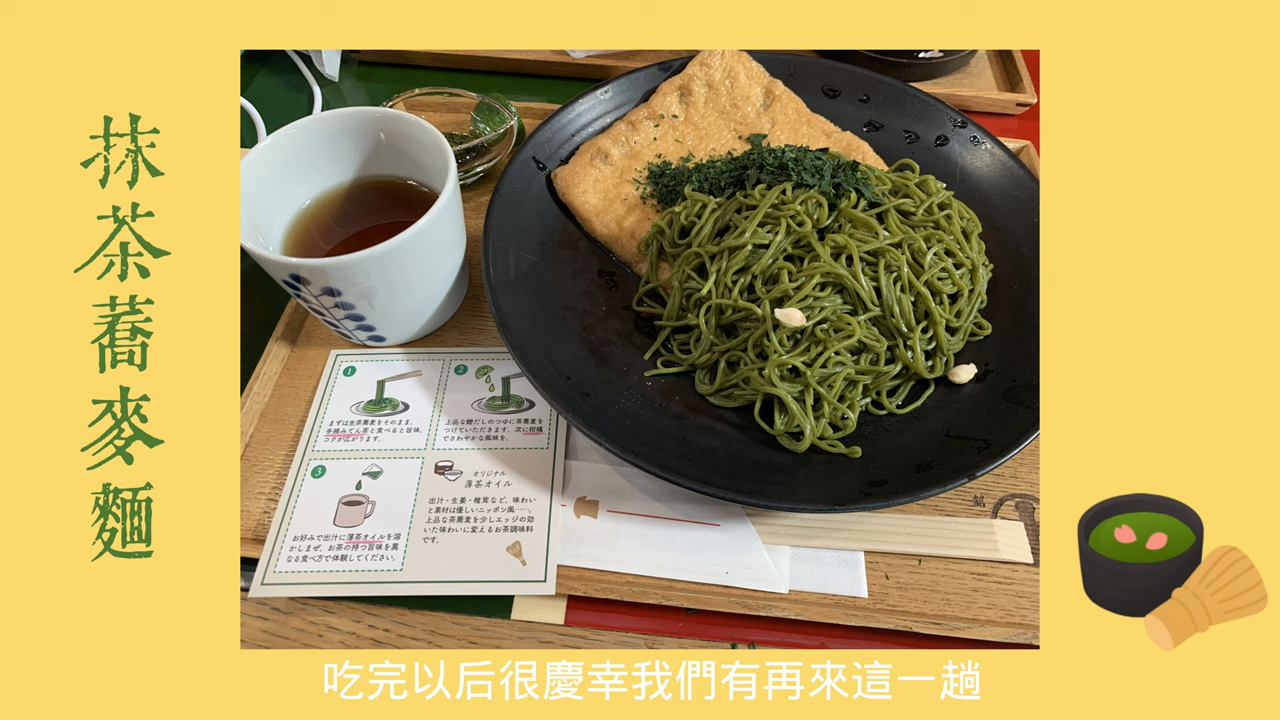 抹茶蕎麥麵
1
まずは生茶蕎麦をそのまま。
手摘みてん茶と食べると旨味、
コクが広がります。
2
上品な鰹だしのつゆに茶蕎麦を
つけていただきます。次に柑橘
でさわやかな風味を。
3
お好みで出汁に薄茶オイルを溶
かしまぜ、お茶の持つ旨味を異
なる食べ方で体験してください。
オリジナル
薄茶オイル
出汁・生姜・椎茸など、味わい
と素材は優しいニッポン風……
上品な茶蕎麦を少しエッジの効
いた味わいに変えるお茶調味料
です。
吃完以后很慶幸我們有再來這一趟